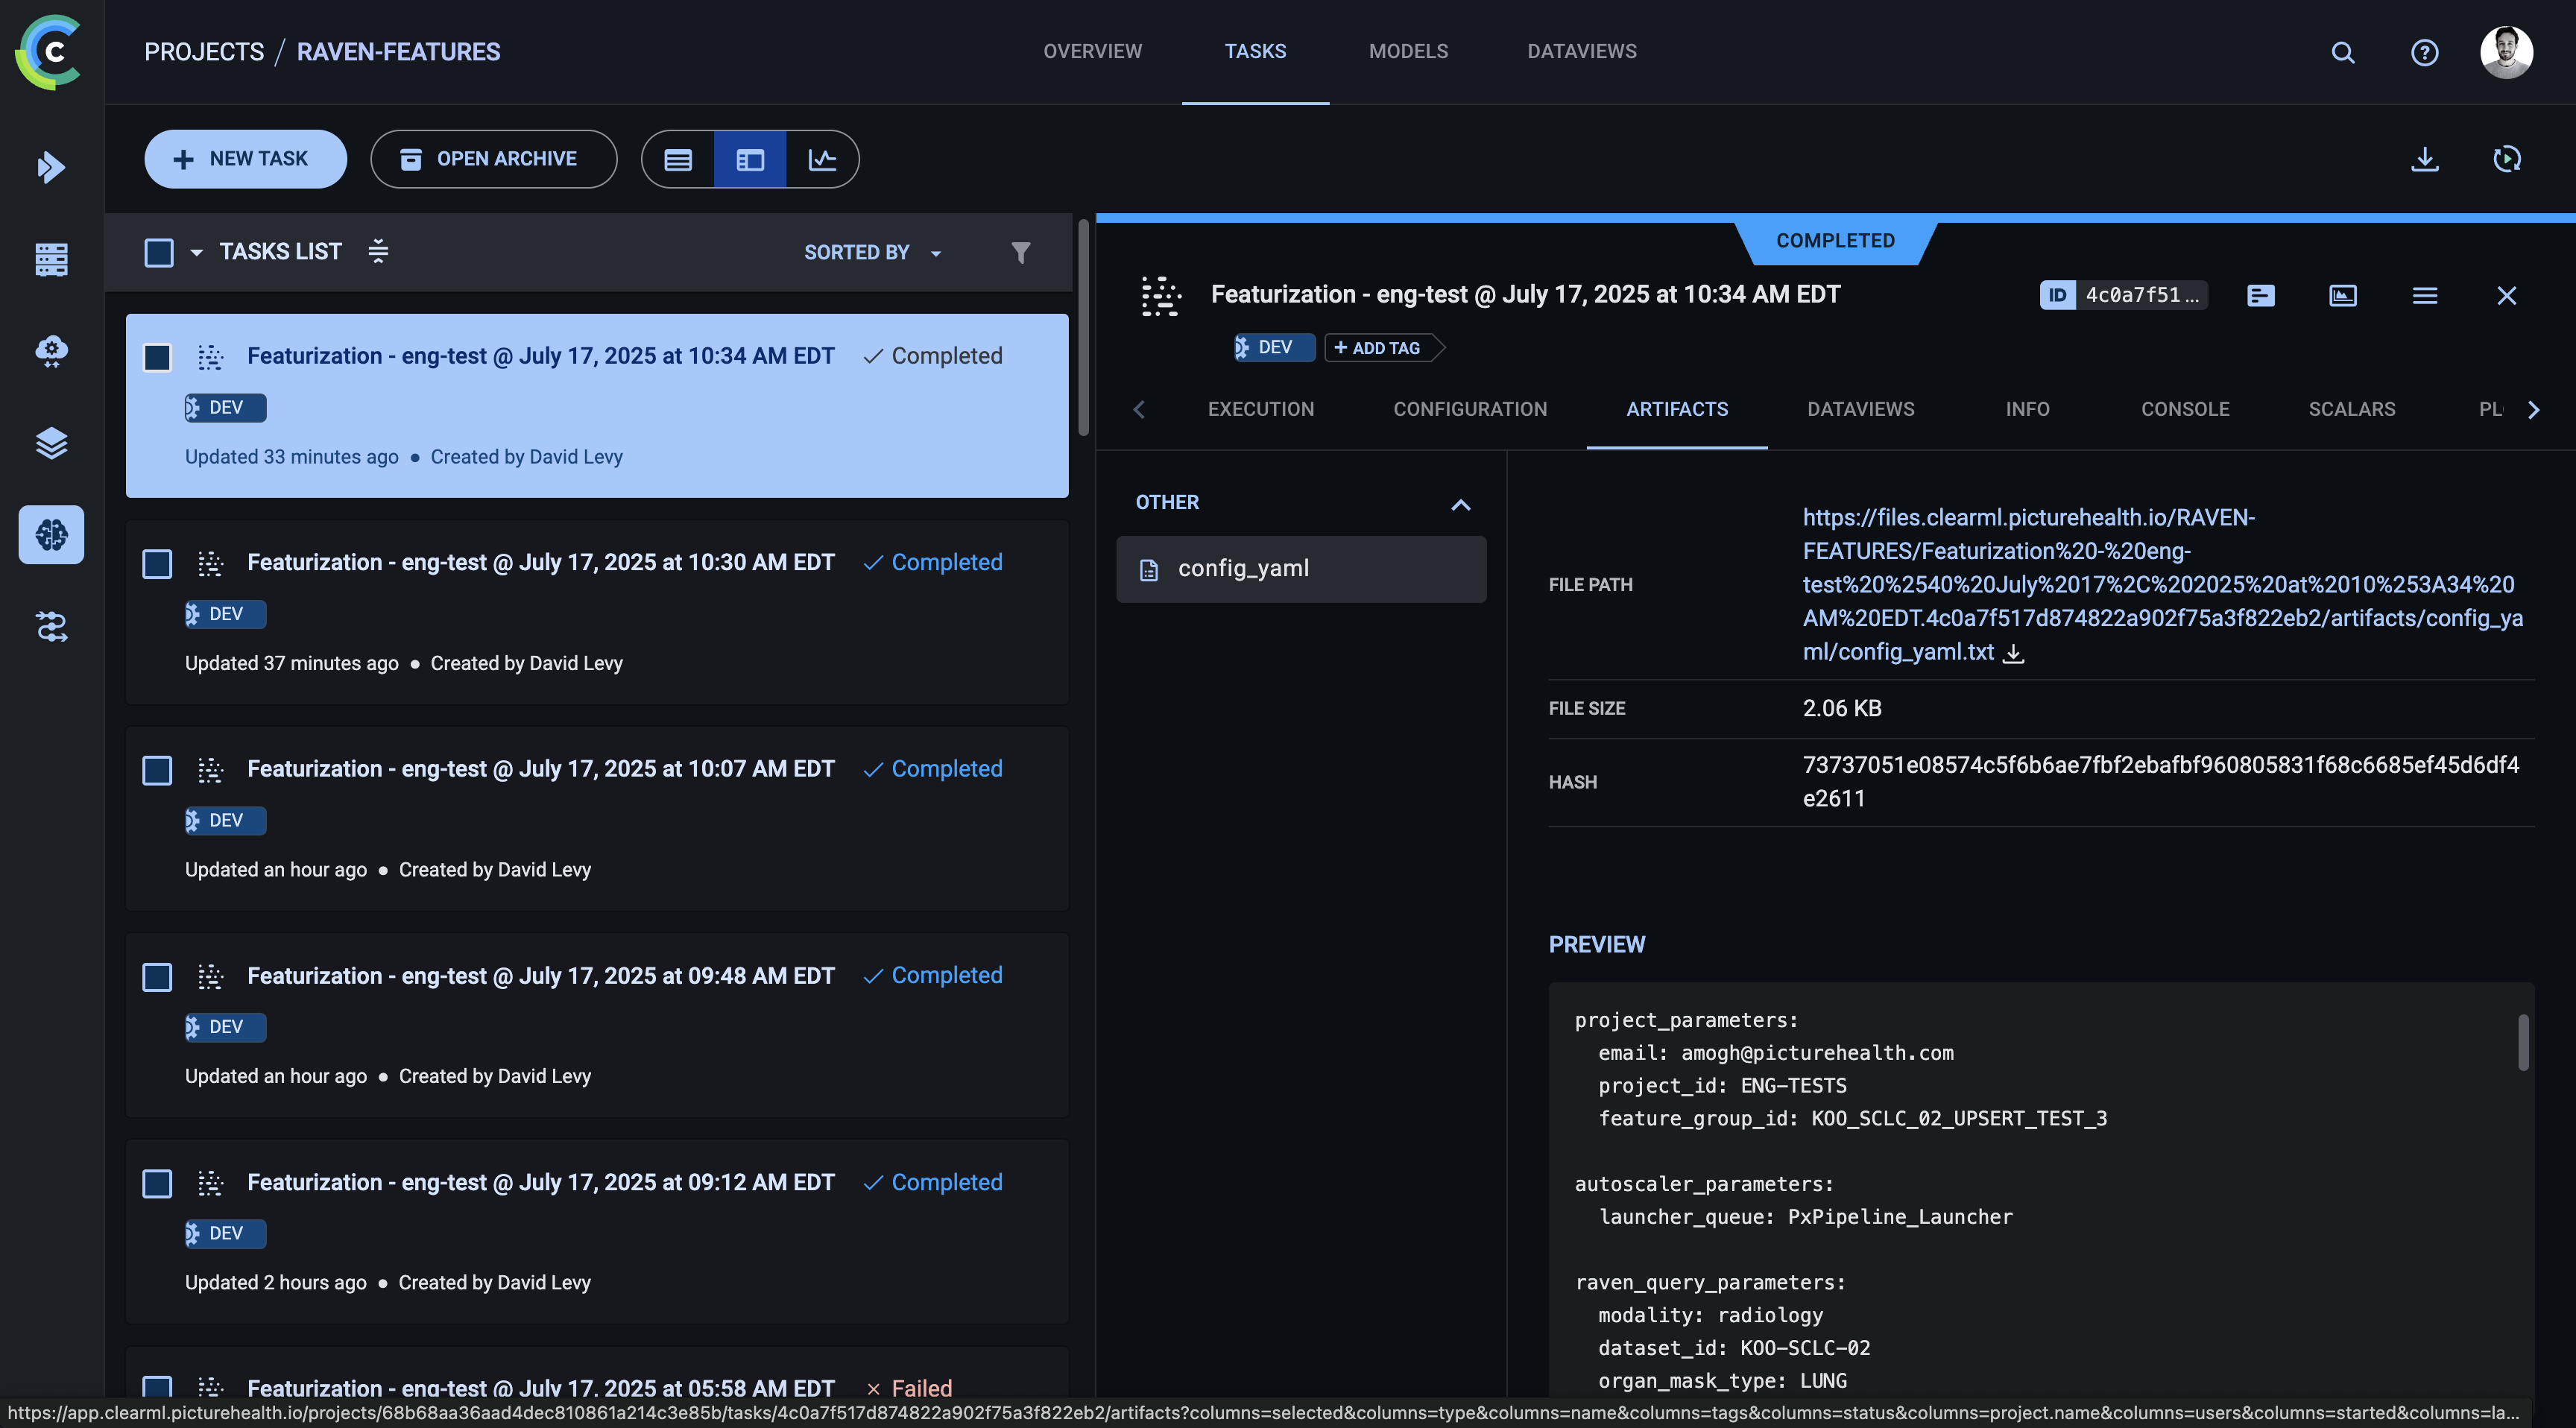 C
PROJECTS / RAVEN-FEATURES
OVERVIEW
TASKS
MODELS
DATAVIEWS
NEW TASK
OPEN ARCHIVE
TASKS LIST
SORTED BY
Featurization - eng-test @ July 17, 2025 at 10:34 AM EDT
Completed
DEV
Updated 33 minutes ago ● Created by David Levy
Featurization - eng-test @ July 17, 2025 at 10:30 AM EDT
Completed
DEV
Updated 37 minutes ago ● Created by David Levy
Featurization - eng-test @ July 17, 2025 at 10:07 AM EDT
Completed
DEV
Updated an hour ago ● Created by David Levy
Featurization - eng-test @ July 17, 2025 at 09:48 AM EDT
Completed
DEV
Updated an hour ago ● Created by David Levy
Featurization - eng-test @ July 17, 2025 at 09:12 AM EDT
Completed
DEV
Updated 2 hours ago ● Created by David Levy
Featurization - eng-test @ July 17, 2025 at 05:58 AM EDT
Failed
COMPLETED
Featurization - eng-test @ July 17, 2025 at 10:34 AM EDT
ID 4c0a7f51...
DEV
+ ADD TAG
EXECUTION
CONFIGURATION
ARTIFACTS
DATAVIEWS
INFO
CONSOLE
SCALARS
PL
OTHER
config_yaml
FILE PATH
https://files.clearml.picturehealth.io/RAVEN-
FEATURES/Featurization%20-%20eng-
test%20%2540%20July%2017%2C%202025%20at%2010%253A34%20
AM%20EDT.4c0a7f517d874822a902f75a3f822eb2/artifacts/config_ya
ml/config_yaml.txt
FILE SIZE
2.06 KB
HASH
73737051e08574c5f6b6ae7fbf2ebafbf960805831f68c6685ef45d6df4
e2611
PREVIEW
project_parameters:
email: amogh@picturehealth.com
project_id: ENG-TESTS
feature_group_id: KOO_SCLC_02_UPSERT_TEST_3
autoscaler_parameters:
launcher_queue: PxPipeline_Launcher
raven_query_parameters:
modality: radiology
dataset_id: KOO-SCLC-02
organ_mask_type: LUNG
https://app.clearml.picturehealth.io/projects/68b68aa36aad4dec810861a214c3e85b/tasks/4c0a7f517d874822a902f75a3f822eb2/artifacts?columns=selected&columns=type&columns=name&columns=tags&columns=status&columns=project.name&columns=users&columns=started&columns=la...